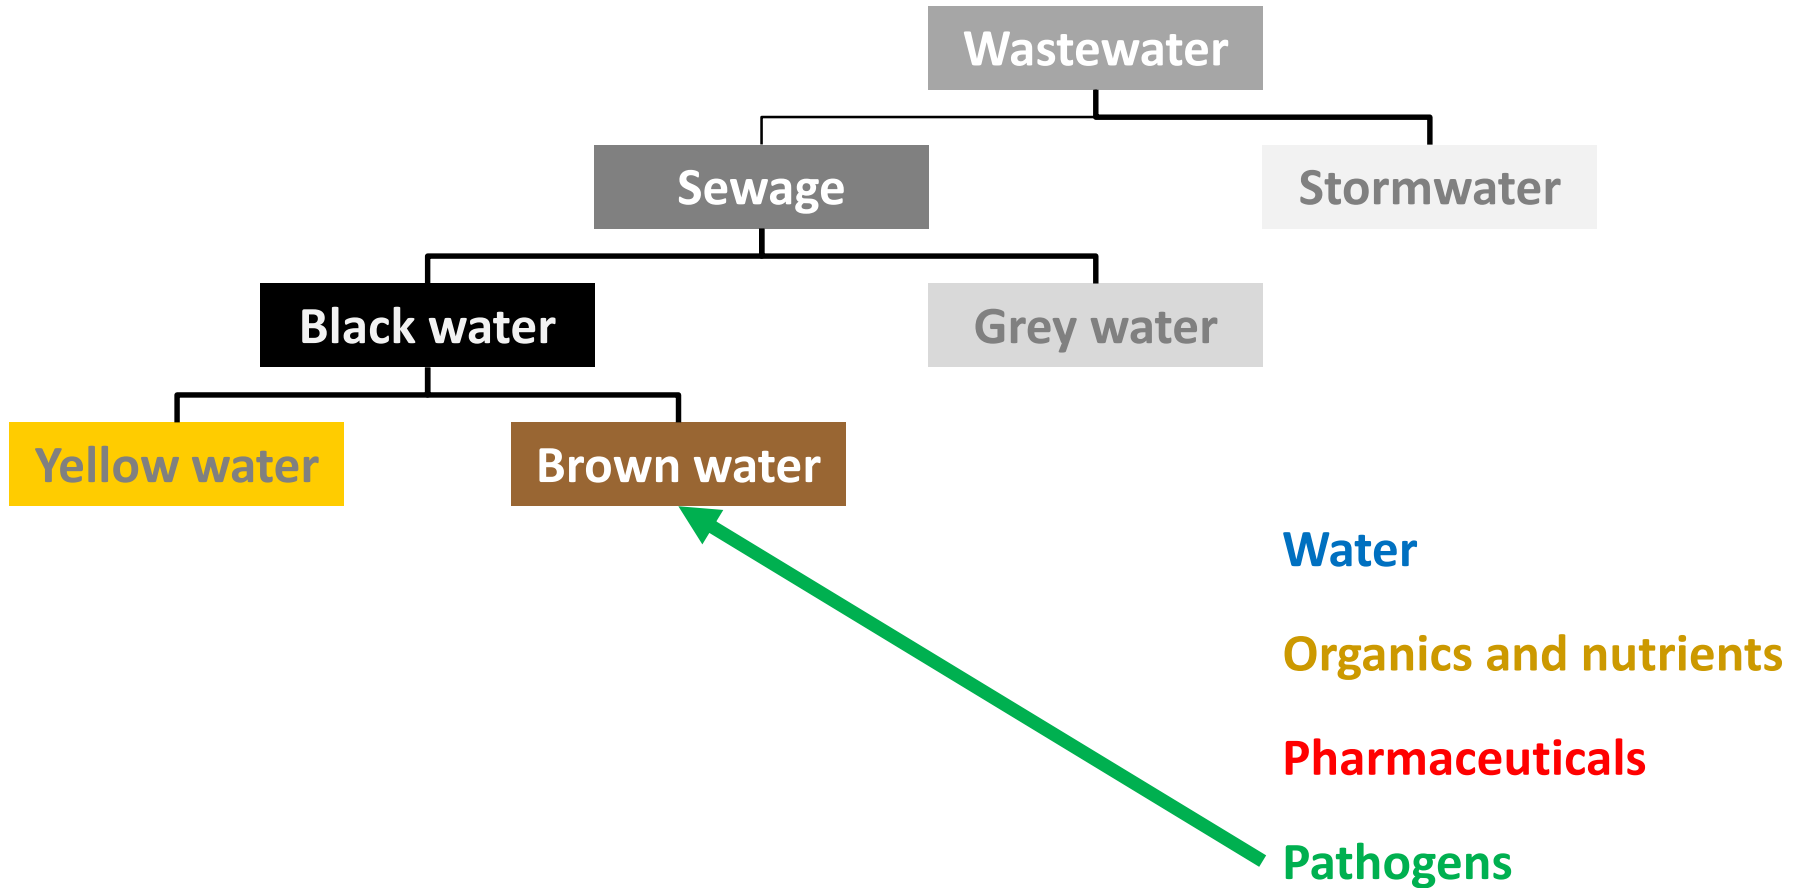 Wastewater
Sewage
Stormwater
Black water
Grey water
Yellow water
Brown water
Water
Organics and nutrients
Pharmaceuticals
Pathogens